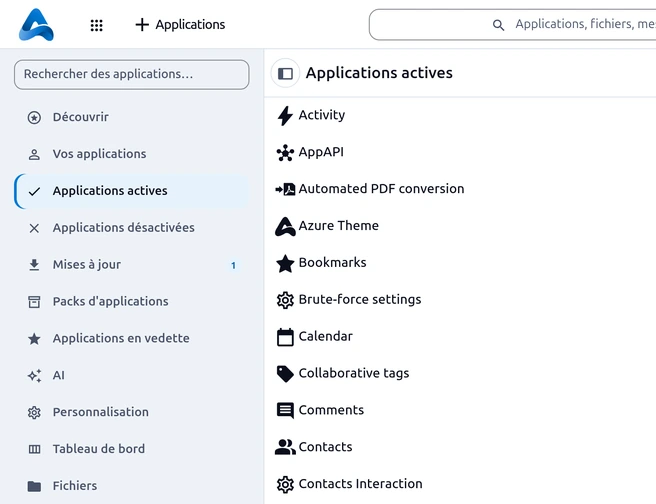 Applications
Applications, fichiers, me
Rechercher des applications…
Découvrir
Vos applications
Applications actives
Applications désactivées
Mises à jour
1
Packs d'applications
Applications en vedette
AI
Personnalisation
Tableau de bord
Fichiers
Applications actives
Activity
AppAPI
Automated PDF conversion
Azure Theme
Bookmarks
Brute-force settings
Calendar
Collaborative tags
Comments
Contacts
Contacts Interaction